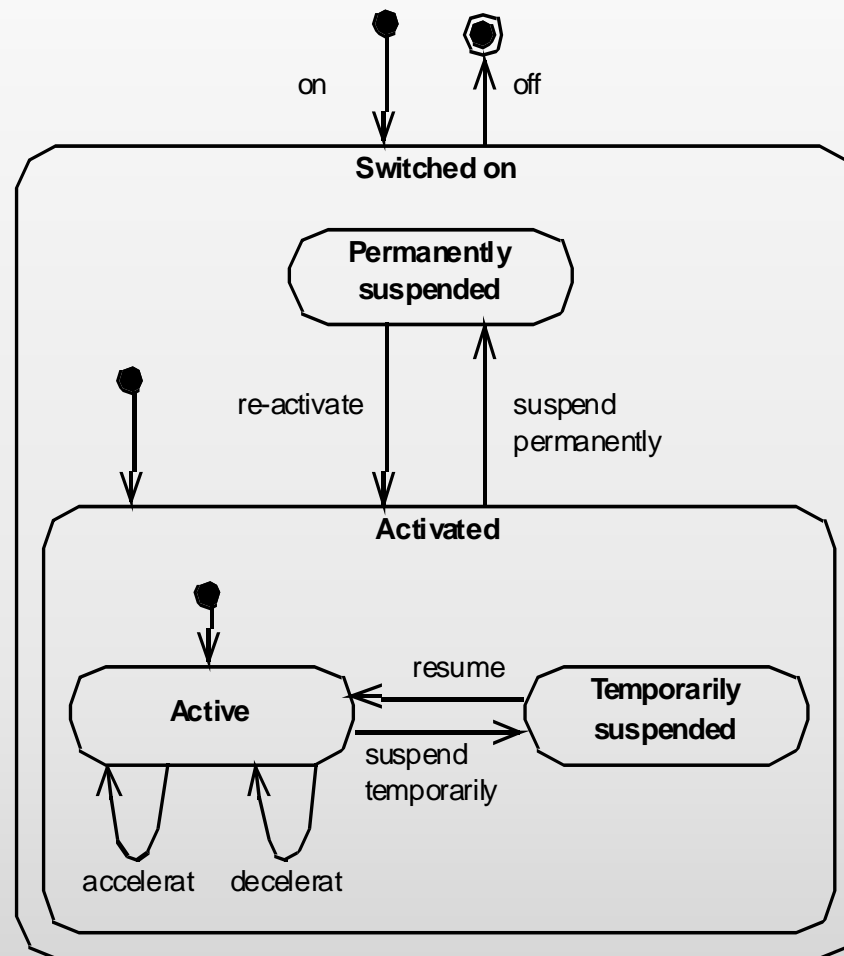 on
off
Switched on
Permanently
suspended
re-activate
suspend
permanently
Activated
resume
Active
Temporarily
suspended
suspend
temporarily
accelerat
decelerat